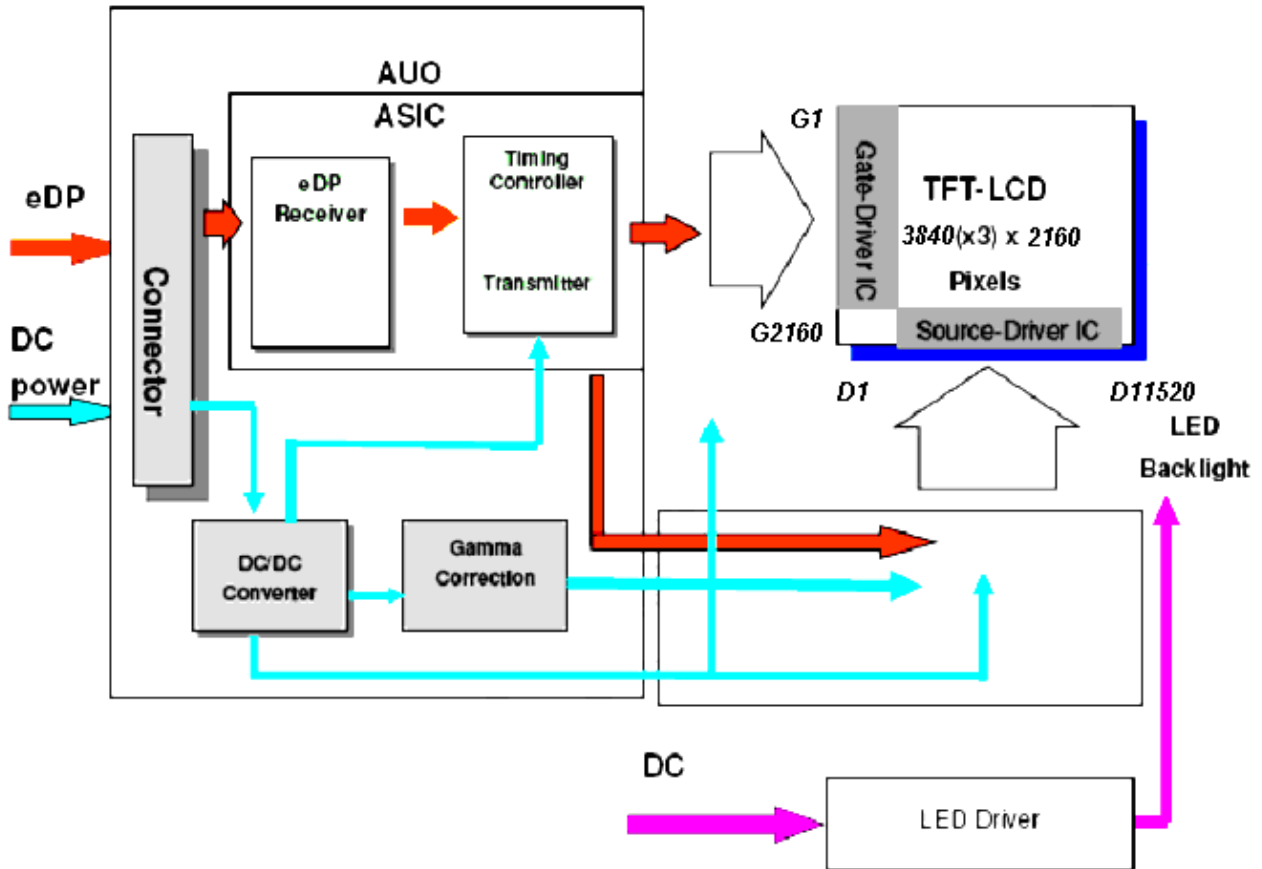 AUO
ASIC
eDP
Connector
eDP
Receiver
Timing
Controller
Transmitter
G1
G2160
Gate-Driver IC
TFT-LCD
3840(x3) x 2160
Pixels
Source-Driver IC
D1
D11520
DC
power
LED
Backlight
DC/DC
Converter
Gamma
Correction
DC
LED Driver